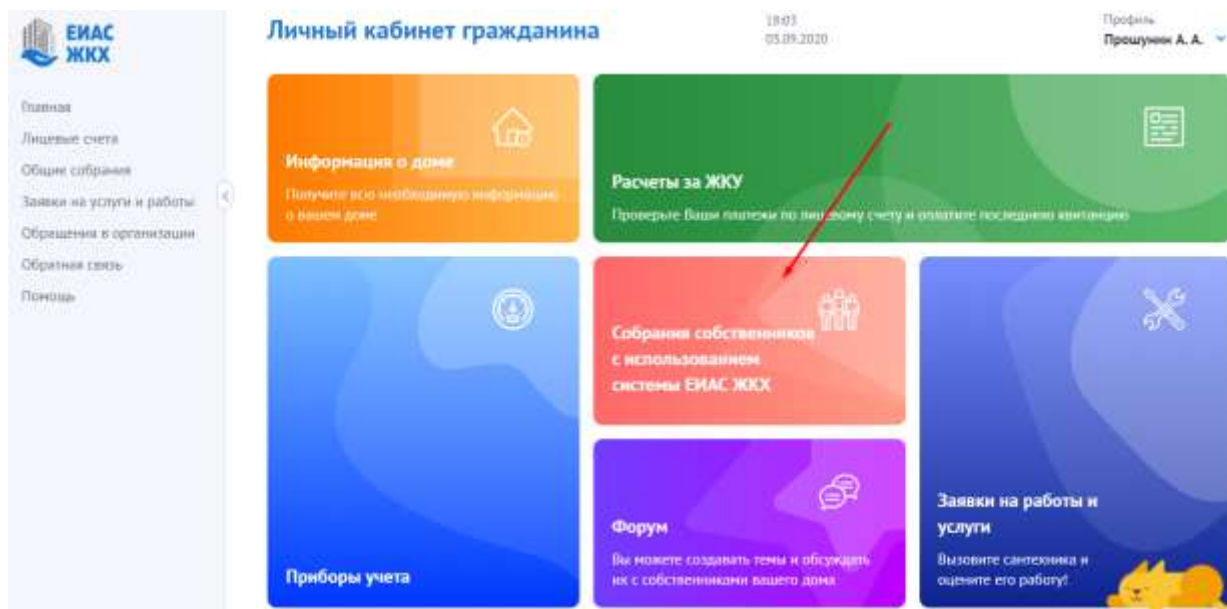 ЕИАС
ЖКХ
Личный кабинет гражданина
18:03
03.09.2020
Профиль
Прошунин А. А.
Главная
Лицевые счета
Общие собрания
Заявки на услуги и работы
Обращения в организации
Обратная связь
Помощь
Информация о доме
Получите всю необходимую информацию
о вашем доме
Расчеты за ЖКУ
Проверьте Ваши платежи по лицевому счету и оплатите последнюю квитанцию
Приборы учета
Собрания собственников
с использованием
системы ЕИАС ЖКХ
Форум
Вы можете создавать темы и обсуждать
их с собственниками вашего дома
Заявки на работы и
услуги
Вызовите сантехника и
оцените его работу!